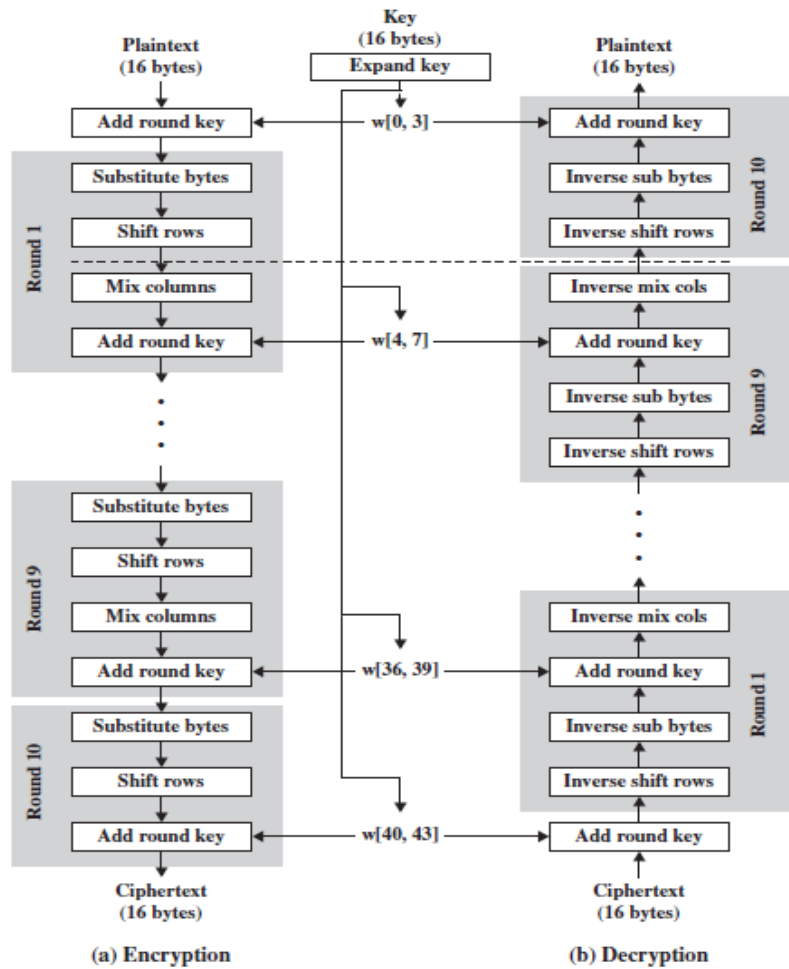 Key
(16 bytes)
Expand key
Plaintext
(16 bytes)
Add round key
Round 1
Substitute bytes
Shift rows
Mix columns
Add round key
Round 9
Substitute bytes
Shift rows
Mix columns
Add round key
Round 10
Substitute bytes
Shift rows
Add round key
Ciphertext
(16 bytes)
(a) Encryption
w[0, 3]
w[4, 7]
w[36, 39]
w[40, 43]
Plaintext
(16 bytes)
Add round key
Inverse sub bytes
Inverse shift rows
Round 10
Inverse mix cols
Add round key
Inverse sub bytes
Inverse shift rows
Round 9
Inverse mix cols
Add round key
Inverse sub bytes
Inverse shift rows
Round 1
Add round key
Ciphertext
(16 bytes)
(b) Decryption